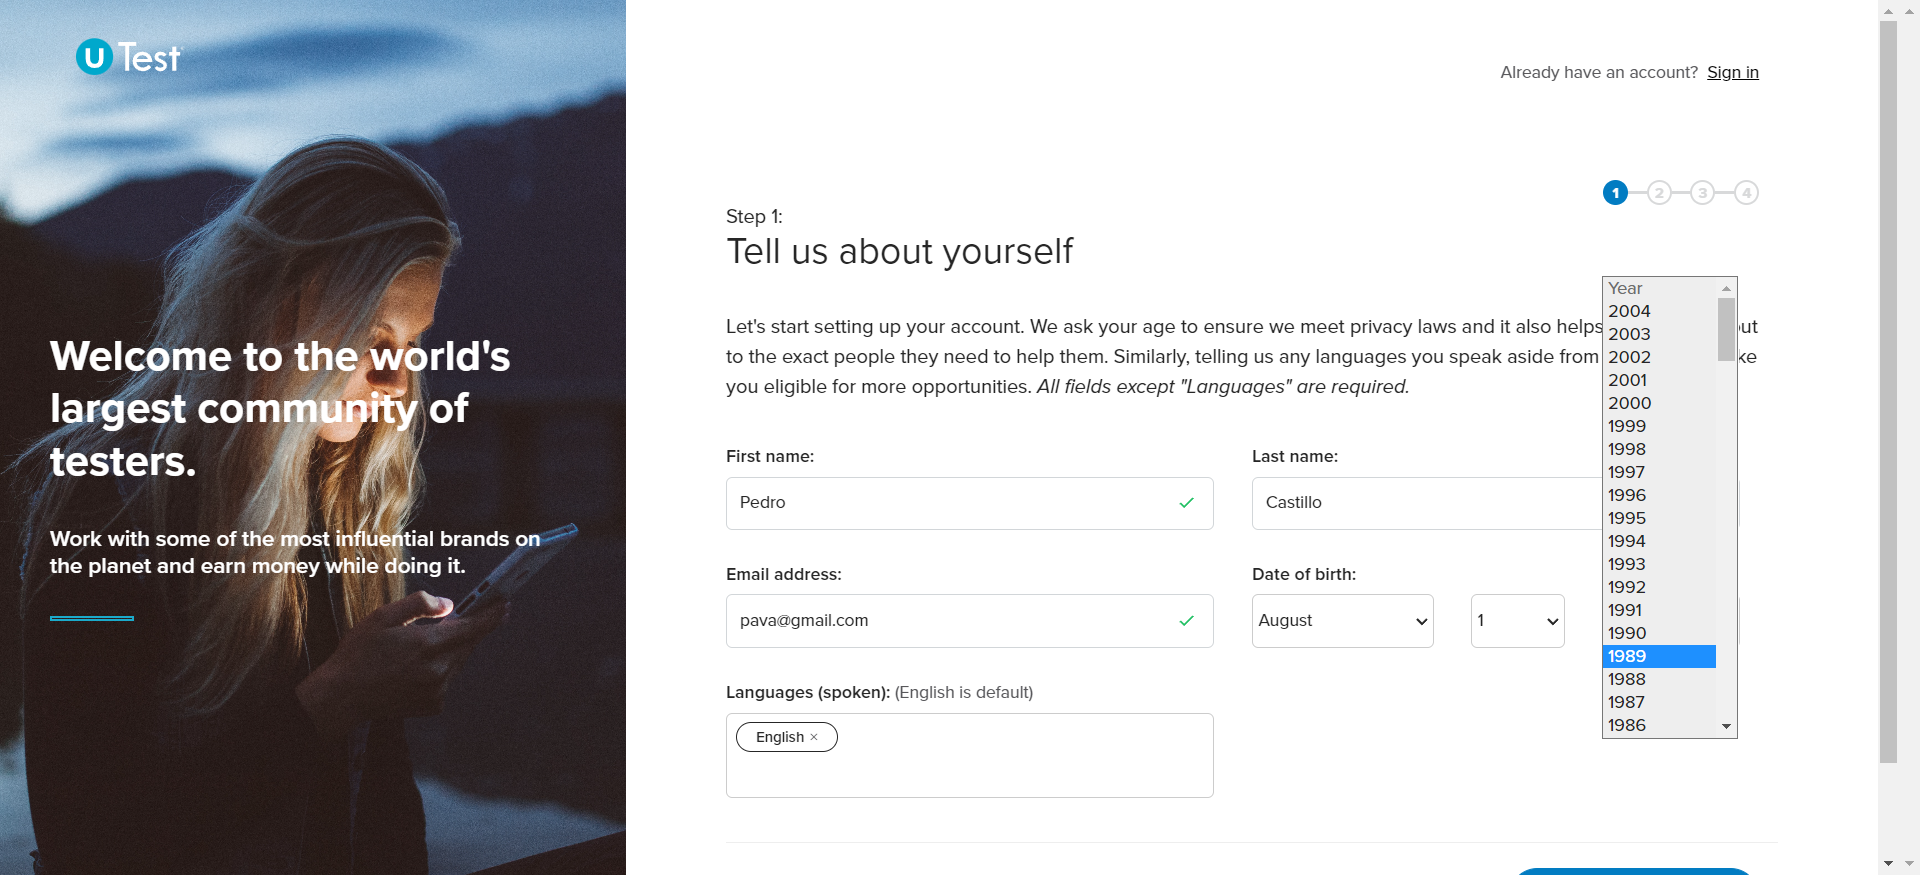 U Test
Welcome to the world's
largest community of
testers.
Work with some of the most influential brands on
the planet and earn money while doing it.
Already have an account? Sign in
1 2 3 4
Step 1:
Tell us about yourself
Let's start setting up your account. We ask your age to ensure we meet privacy laws and it also helps ut
to the exact people they need to help them. Similarly, telling us any languages you speak aside from ke
you eligible for more opportunities. All fields except "Languages" are required.
First name:
Pedro
Last name:
Castillo
Email address:
pava@gmail.com
Date of birth:
August
1
Year
2004
2003
2002
2001
2000
1999
1998
1997
1996
1995
1994
1993
1992
1991
1990
1989
1988
1987
1986
Languages (spoken): (English is default)
English ×